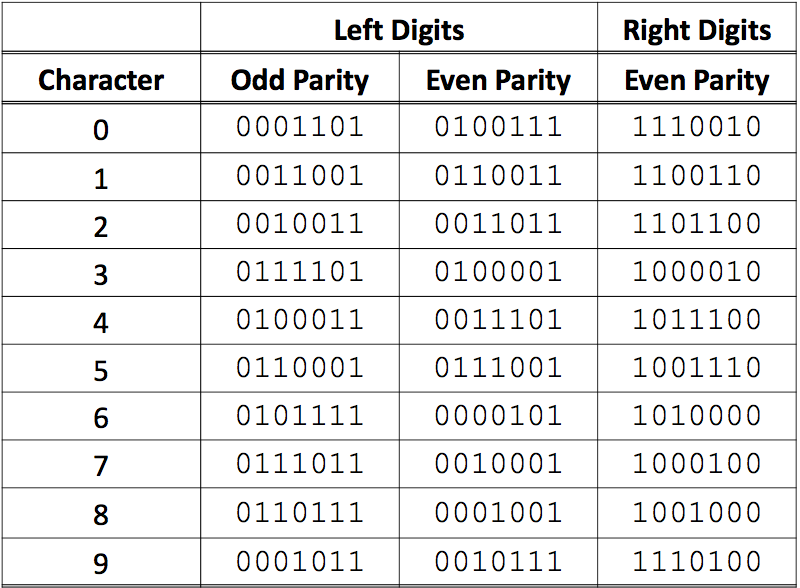 Left Digits Right Digits
Character Odd Parity Even Parity Even Parity
0 0001101 0100111 1110010
1 0011001 0110011 1100110
2 0010011 0011011 1101100
3 0111101 0100001 1000010
4 0100011 0011101 1011100
5 0110001 0111001 1001110
6 0101111 0000101 1010000
7 0111011 0010001 1000100
8 0110111 0001001 1001000
9 0001011 0010111 1110100